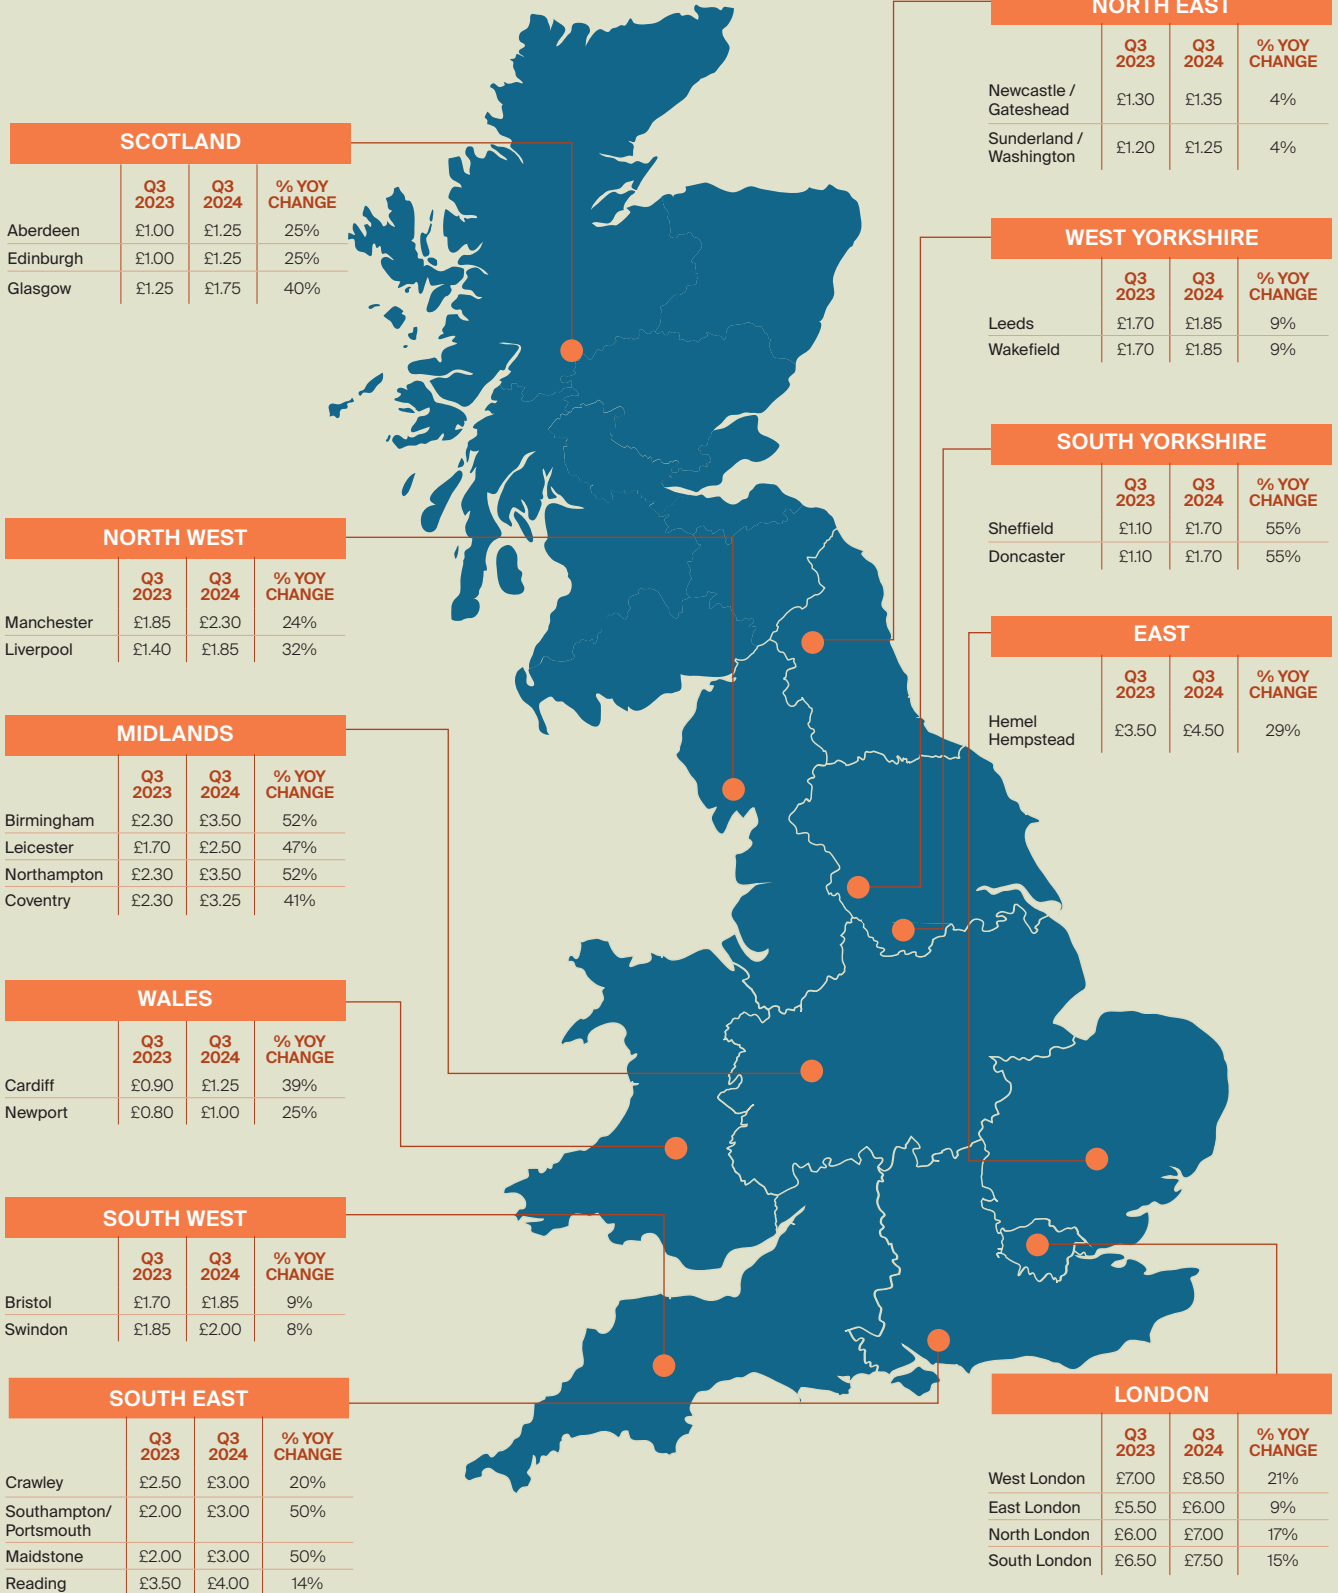 SCOTLAND
Q3 2023 Q3 2024 % YOY CHANGE
Aberdeen £1.00 £1.25 25%
Edinburgh £1.00 £1.25 25%
Glasgow £1.25 £1.75 40%
NORTH WEST
Q3 2023 Q3 2024 % YOY CHANGE
Manchester £1.85 £2.30 24%
Liverpool £1.40 £1.85 32%
MIDLANDS
Q3 2023 Q3 2024 % YOY CHANGE
Birmingham £2.30 £3.50 52%
Leicester £1.70 £2.50 47%
Northampton £2.30 £3.50 52%
Coventry £2.30 £3.25 41%
WALES
Q3 2023 Q3 2024 % YOY CHANGE
Cardiff £0.90 £1.25 39%
Newport £0.80 £1.00 25%
SOUTH WEST
Q3 2023 Q3 2024 % YOY CHANGE
Bristol £1.70 £1.85 9%
Swindon £1.85 £2.00 8%
SOUTH EAST
Q3 2023 Q3 2024 % YOY CHANGE
Crawley £2.50 £3.00 20%
Southampton/ Portsmouth £2.00 £3.00 50%
Maidstone £2.00 £3.00 50%
Reading £3.50 £4.00 14%
NORTH EAST
Q3 2023 Q3 2024 % YOY CHANGE
Newcastle / Gateshead £1.30 £1.35 4%
Sunderland / Washington £1.20 £1.25 4%
WEST YORKSHIRE
Q3 2023 Q3 2024 % YOY CHANGE
Leeds £1.70 £1.85 9%
Wakefield £1.70 £1.85 9%
SOUTH YORKSHIRE
Q3 2023 Q3 2024 % YOY CHANGE
Sheffield £1.10 £1.70 55%
Doncaster £1.10 £1.70 55%
EAST
Q3 2023 Q3 2024 % YOY CHANGE
Hemel Hempstead £3.50 £4.50 29%
LONDON
Q3 2023 Q3 2024 % YOY CHANGE
West London £7.00 £8.50 21%
East London £5.50 £6.00 9%
North London £6.00 £7.00 17%
South London £6.50 £7.50 15%